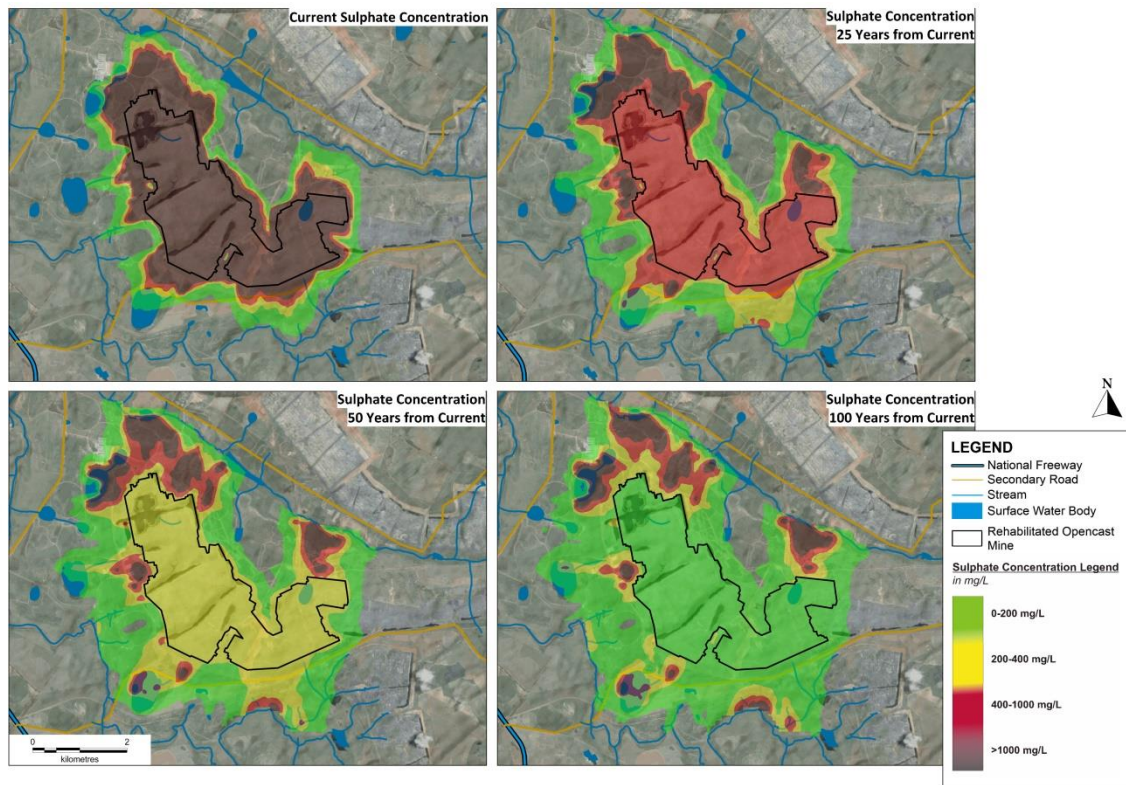 Current Sulphate Concentration
Sulphate Concentration
25 Years from Current
Sulphate Concentration
50 Years from Current
Sulphate Concentration
100 Years from Current
N
LEGEND
National Freeway
Secondary Road
Stream
Surface Water Body
Rehabilitated Opencast
Mine
Sulphate Concentration Legend
in mg/L
0-200 mg/L
200-400 mg/L
400-1000 mg/L
>1000 mg/L
0 2
kilometres